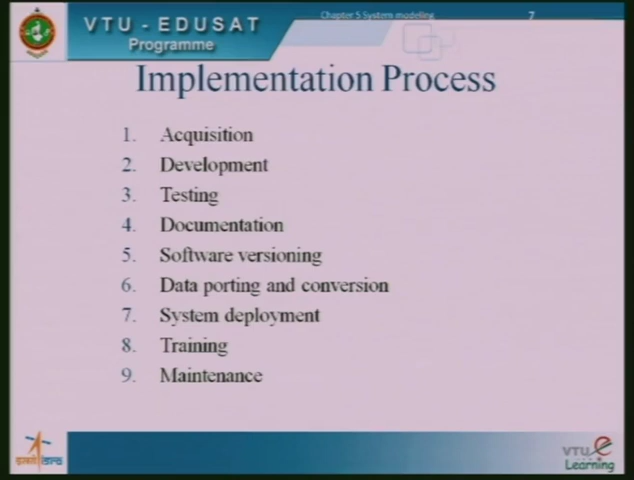 VTU - EDUSAT
Programme
Chapter 5 System modeling
7
Implementation Process
1. Acquisition
2. Development
3. Testing
4. Documentation
5. Software versioning
6. Data porting and conversion
7. System deployment
8. Training
9. Maintenance
VTU e
Learning